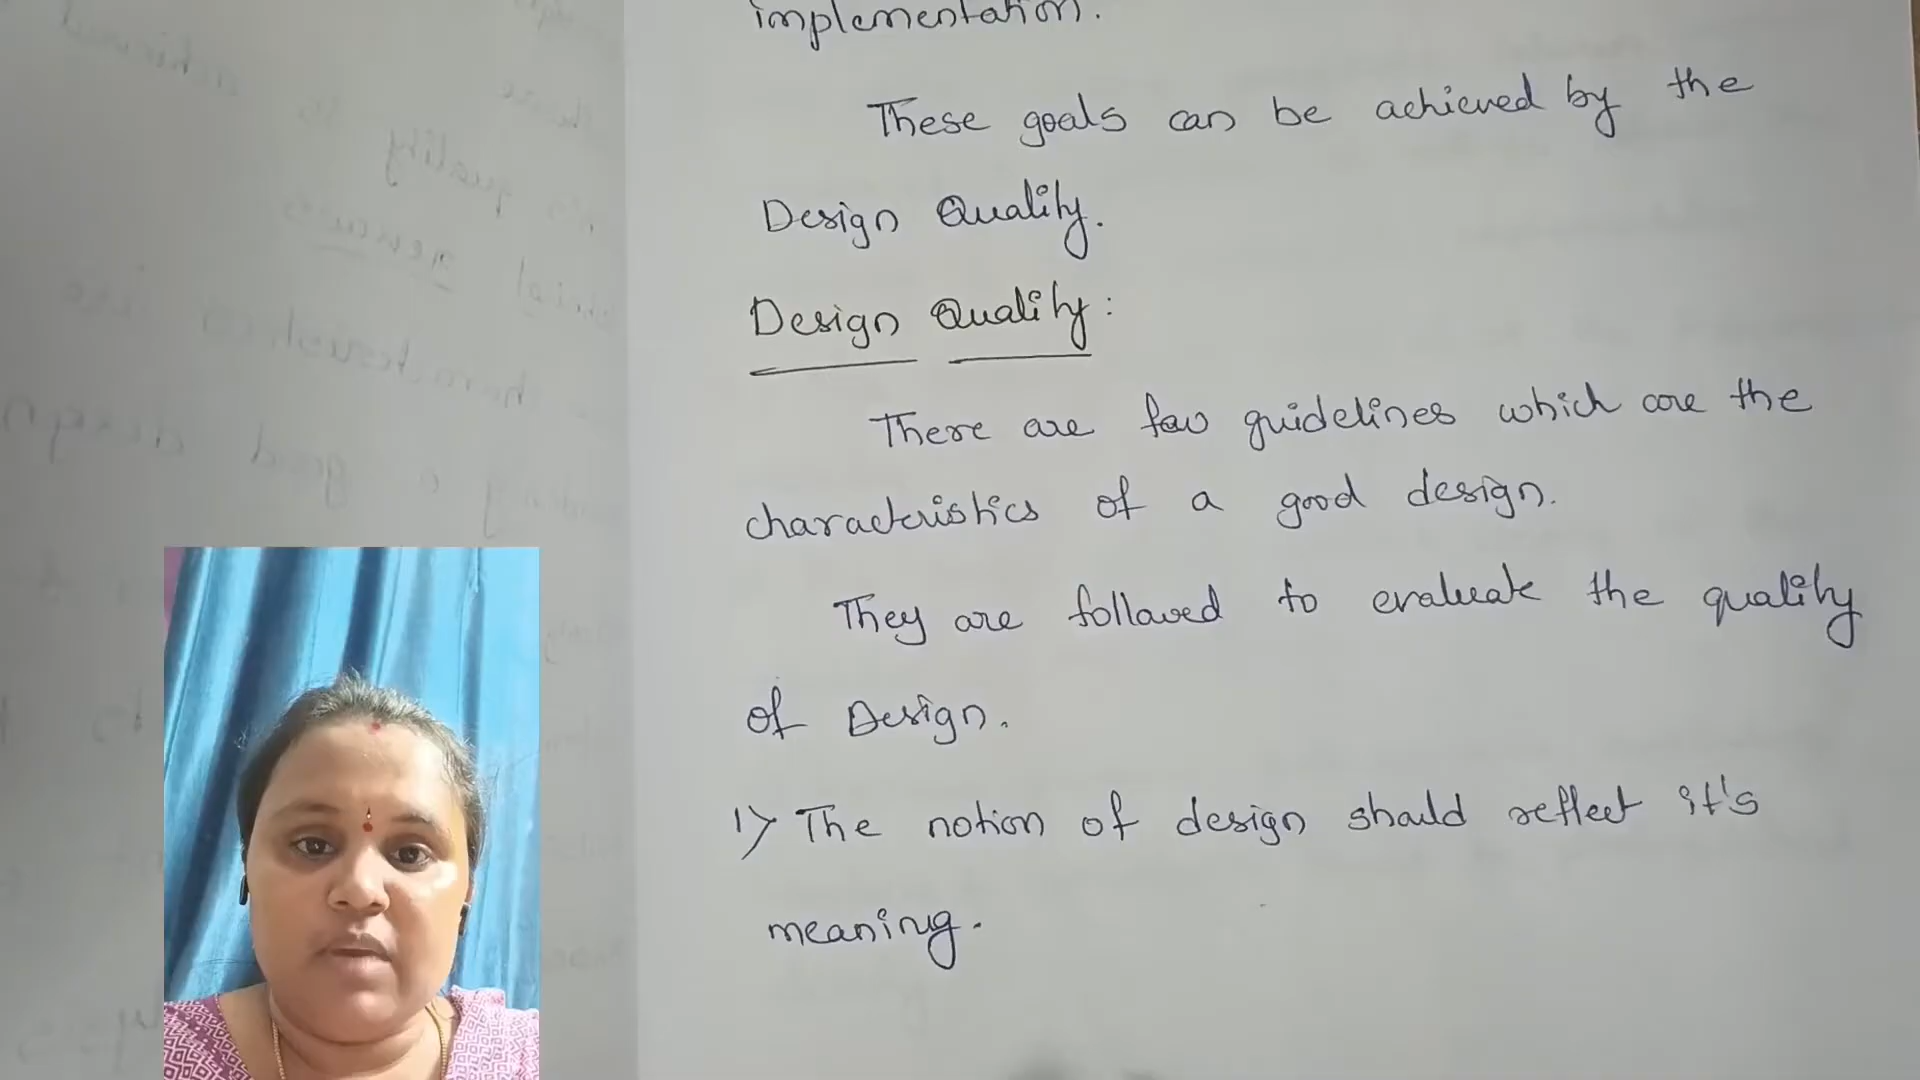 implementation.
These goals can be achieved by the
Design Quality.
Design Quality:
There are few guidelines which are the
characteristics of a good design.
They are followed to evaluate the quality
of Design.
1) The notion of design should reflect it's
meaning.